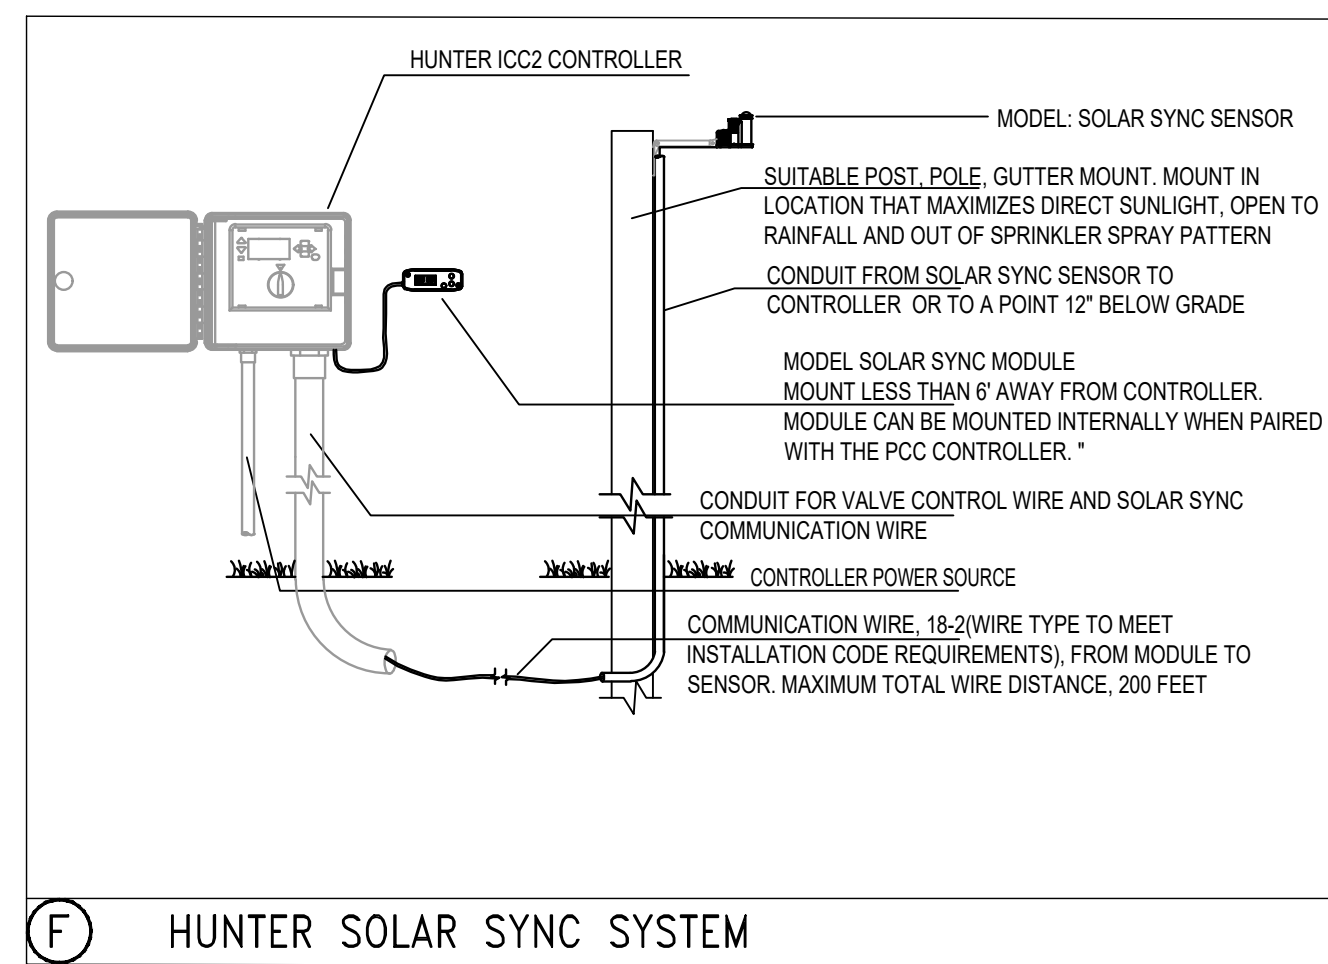 HUNTER ICC2 CONTROLLER
MODEL: SOLAR SYNC SENSOR
SUITABLE POST, POLE, GUTTER MOUNT. MOUNT IN
LOCATION THAT MAXIMIZES DIRECT SUNLIGHT, OPEN TO
RAINFALL AND OUT OF SPRINKLER SPRAY PATTERN
CONDUIT FROM SOLAR SYNC SENSOR TO
CONTROLLER OR TO A POINT 12" BELOW GRADE
MODEL SOLAR SYNC MODULE
MOUNT LESS THAN 6' AWAY FROM CONTROLLER.
MODULE CAN BE MOUNTED INTERNALLY WHEN PAIRED
WITH THE PCC CONTROLLER. "
CONDUIT FOR VALVE CONTROL WIRE AND SOLAR SYNC
COMMUNICATION WIRE
CONTROLLER POWER SOURCE
COMMUNICATION WIRE, 18-2(WIRE TYPE TO MEET
INSTALLATION CODE REQUIREMENTS), FROM MODULE TO
SENSOR. MAXIMUM TOTAL WIRE DISTANCE, 200 FEET
F HUNTER SOLAR SYNC SYSTEM